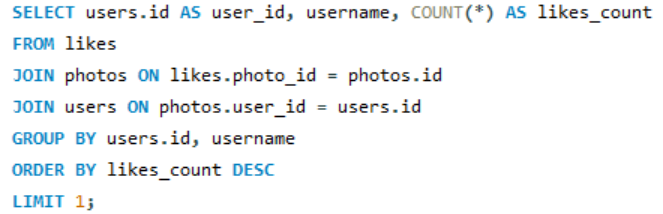 SELECT users.id AS user_id, username, COUNT(*) AS likes_count
FROM likes
JOIN photos ON likes.photo_id = photos.id
JOIN users ON photos.user_id = users.id
GROUP BY users.id, username
ORDER BY likes_count DESC
LIMIT 1;